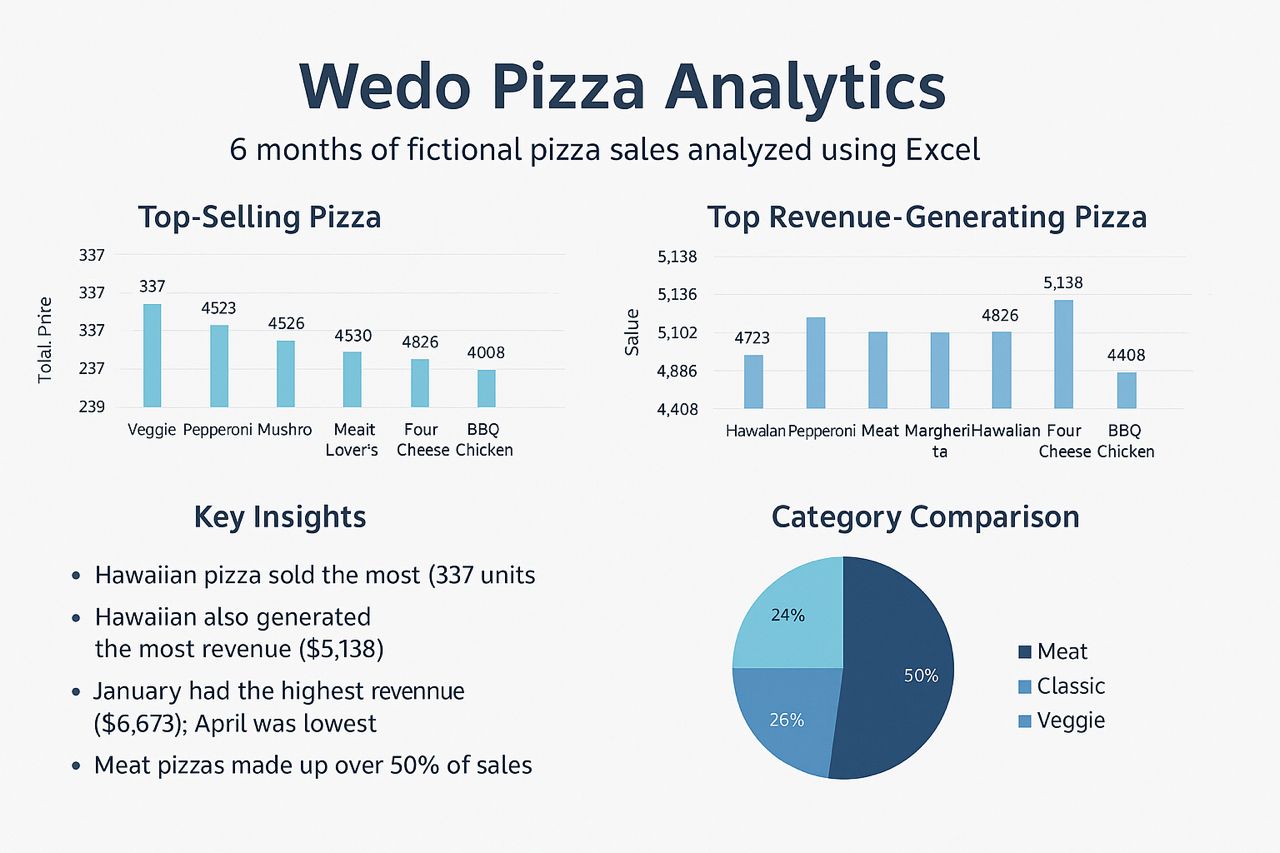 Wedo Pizza Analytics
6 months of fictional pizza sales analyzed using Excel
Top-Selling Pizza
Tolal. Pnire
337
337
337
237
239
337
4523
4526
4530
4826
4008
Veggie Pepperoni Mushro Meait Four BBQ
Lover's Cheese Chicken
Top Revenue-Generating Pizza
Salue
5,138
5,136
5,102
4,886
4,408
4723
4826
5,138
4408
Hawalan Pepperoni Meat Margheri Hawalian Four BBQ
ta Cheese Chicken
Key Insights
• Hawaiian pizza sold the most (337 units
• Hawaiian also generated
the most revenue ($5,138)
• January had the highest revennue
($6,673); April was lowest
• Meat pizzas made up over 50% of sales
Category Comparison
24%
50%
26%
Meat
Classic
Veggie